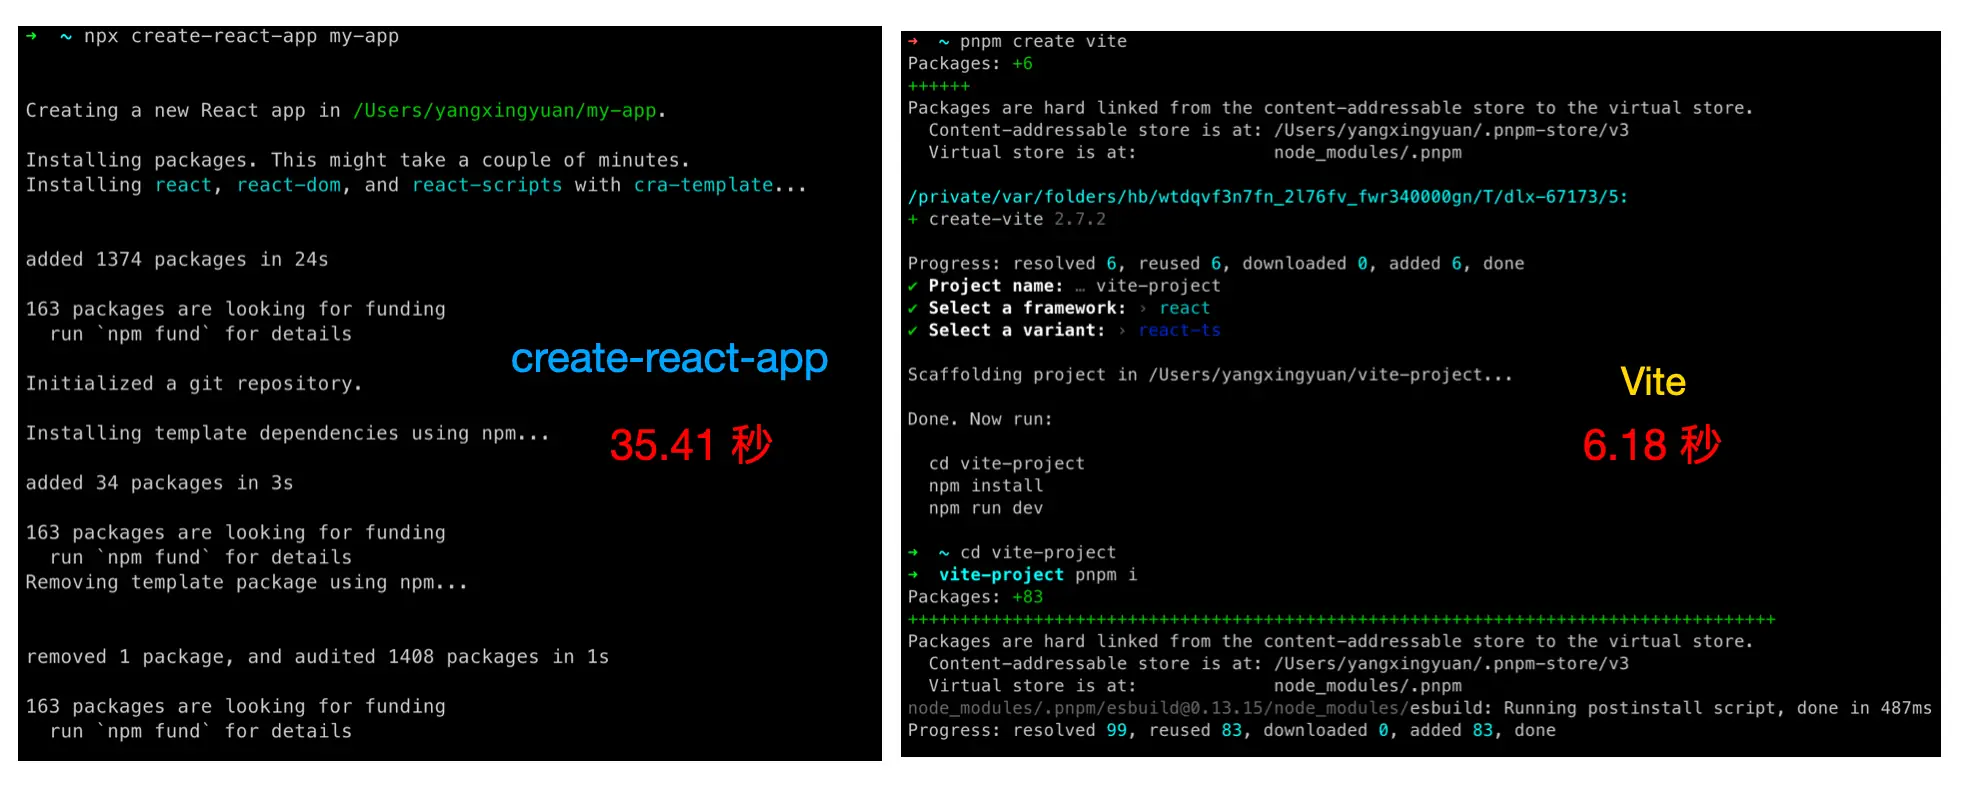 ➜  ~ npx create-react-app my-app
Creating a new React app in /Users/yangxingyuan/my-app.
Installing packages. This might take a couple of minutes.
Installing react, react-dom, and react-scripts with cra-template...
added 1374 packages in 24s
163 packages are looking for funding
  run `npm fund` for details
Initialized a git repository.
Installing template dependencies using npm...
added 34 packages in 3s
163 packages are looking for funding
  run `npm fund` for details
Removing template package using npm...
removed 1 package, and audited 1408 packages in 1s
163 packages are looking for funding
  run `npm fund` for details
create-react-app
35.41 秒
➜  ~ pnpm create vite
Packages: +6
++++++
Packages are hard linked from the content-addressable store to the virtual store.
  Content-addressable store is at: /Users/yangxingyuan/.pnpm-store/v3
  Virtual store is at:             node_modules/.pnpm
/private/var/folders/hb/wtdqvf3n7fn_2l76fv_fwr340000gn/T/dlx-67173/5:
+ create-vite 2.7.2
Progress: resolved 6, reused 6, downloaded 0, added 6, done
✔ Project name: … vite-project
✔ Select a framework: › react
✔ Select a variant: › react-ts
Scaffolding project in /Users/yangxingyuan/vite-project...
Done. Now run:
  cd vite-project
  npm install
  npm run dev
➜  ~ cd vite-project
➜  vite-project pnpm i
Packages: +83
+++++++++++++++++++++++++++++++++++++++++++++++++++++++++++++++++++++++++++++++++++
Packages are hard linked from the content-addressable store to the virtual store.
  Content-addressable store is at: /Users/yangxingyuan/.pnpm-store/v3
  Virtual store is at:             node_modules/.pnpm
node_modules/.pnpm/esbuild@0.13.15/node_modules/esbuild: Running postinstall script, done in 487ms
Progress: resolved 99, reused 83, downloaded 0, added 83, done
Vite
6.18 秒